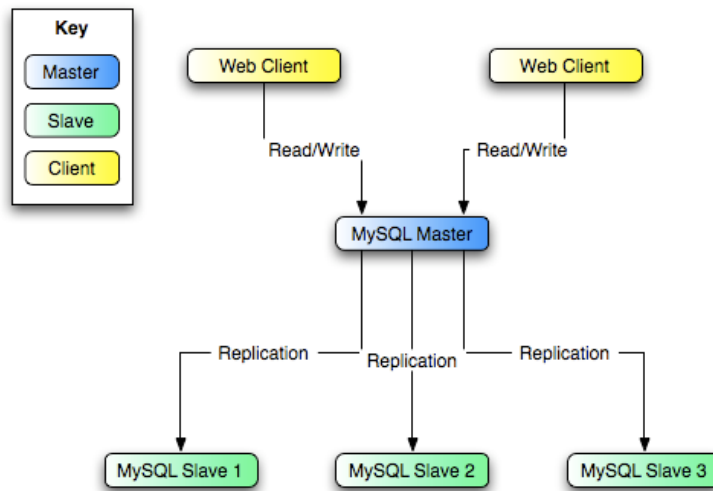 Key
Master
Slave
Client
Web Client
Web Client
Read/Write
Read/Write
MySQL Master
Replication
Replication
Replication
MySQL Slave 1
MySQL Slave 2
MySQL Slave 3